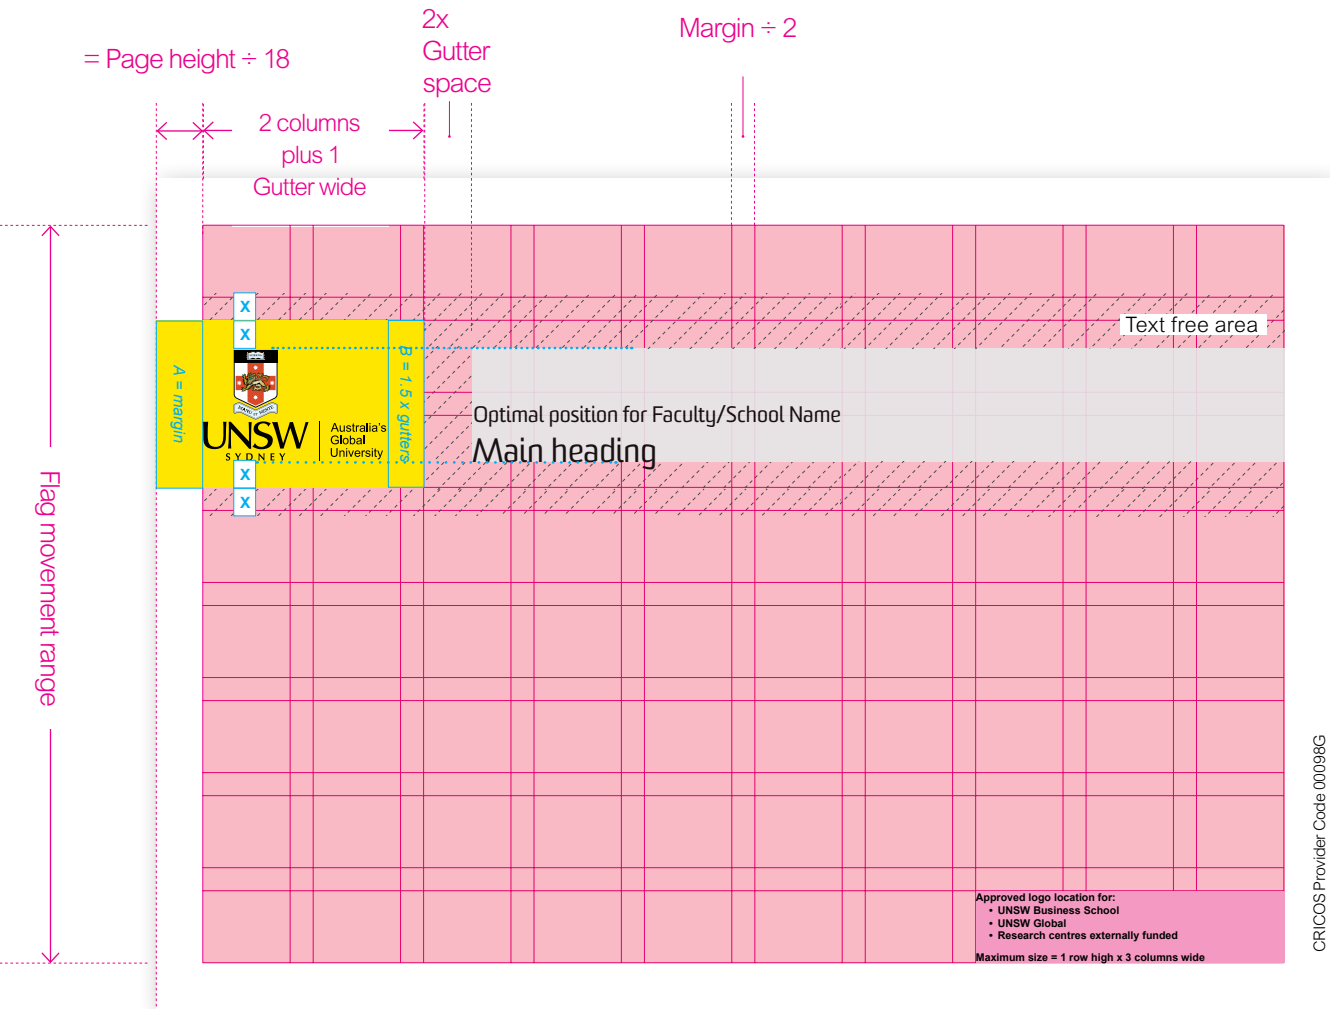 2x
Gutter
space
Margin ÷ 2
= Page height ÷ 18
2 columns
plus 1
Gutter wide
X
X
Text free area
A = margin
B = 1.5 x gutters
UNSW
SYDNEY
Australia's
Global
University
Optimal position for Faculty/School Name
Main heading
X
X
Flag movement range
CRICOS Provider Code 00098G
Approved logo location for:
• UNSW Business School
• UNSW Global
• Research centres externally funded
Maximum size = 1 row high x 3 columns wide